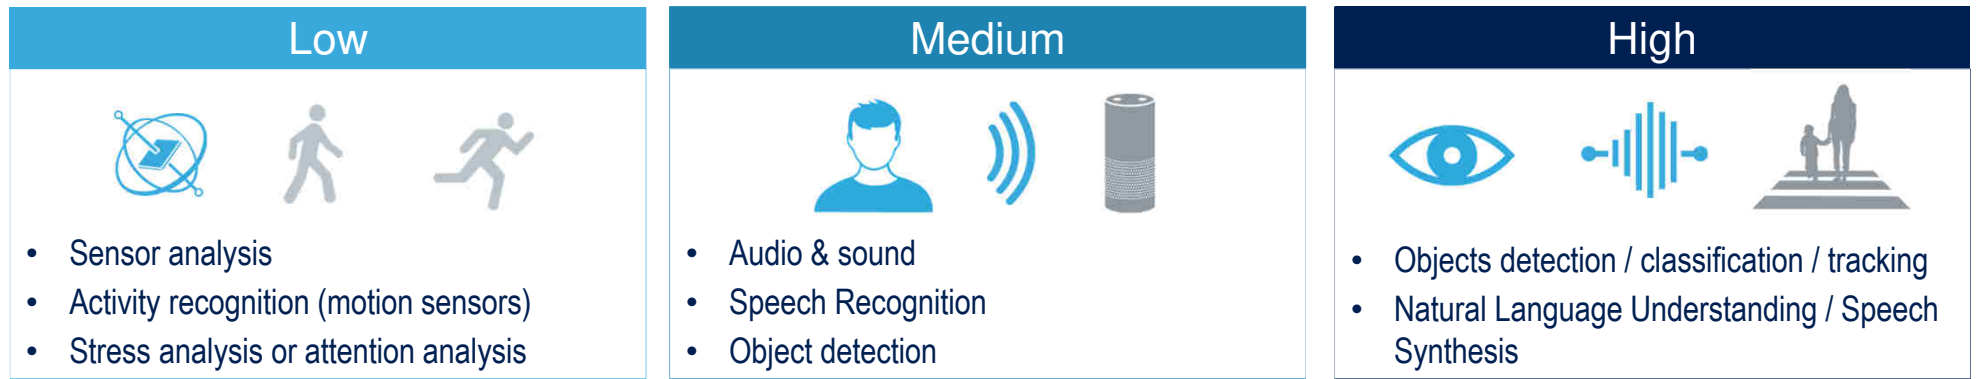 Low
• Sensor analysis
• Activity recognition (motion sensors)
• Stress analysis or attention analysis
Medium
• Audio & sound
• Speech Recognition
• Object detection
High
• Objects detection / classification / tracking
• Natural Language Understanding / Speech
Synthesis